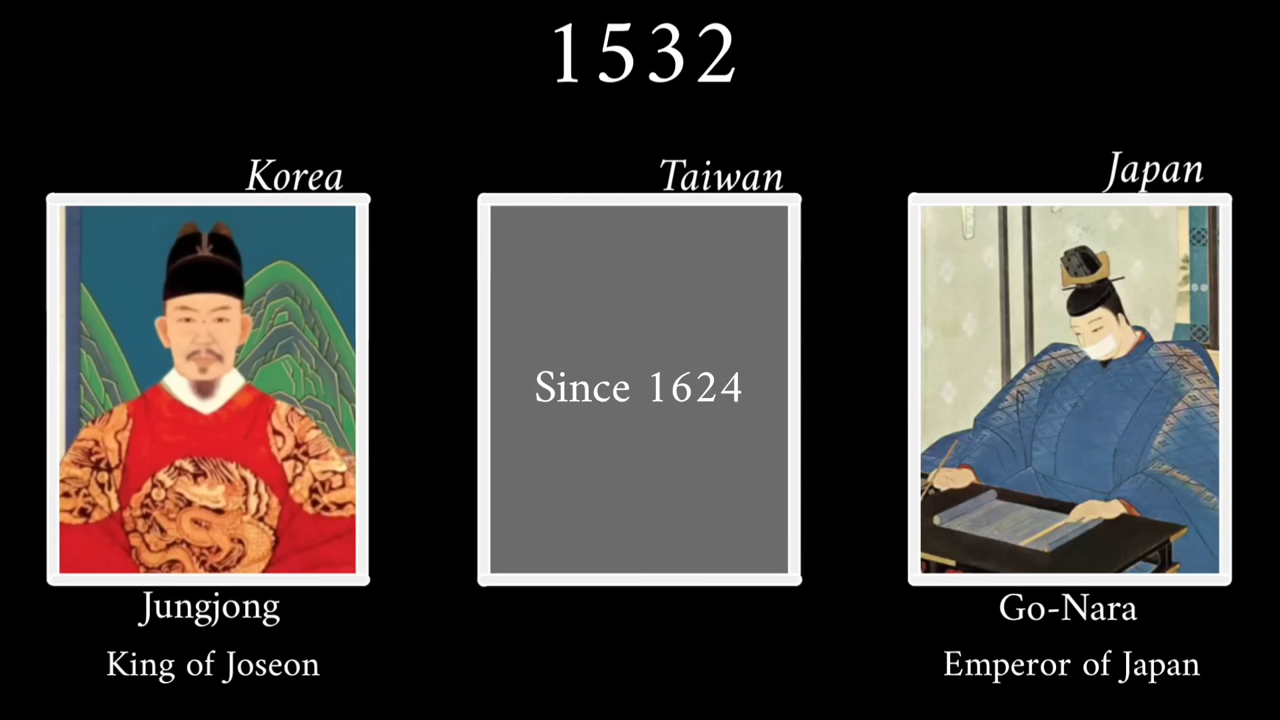 1532
Korea
Taiwan
Japan
Since 1624
Jungjong
King of Joseon
Go-Nara
Emperor of Japan